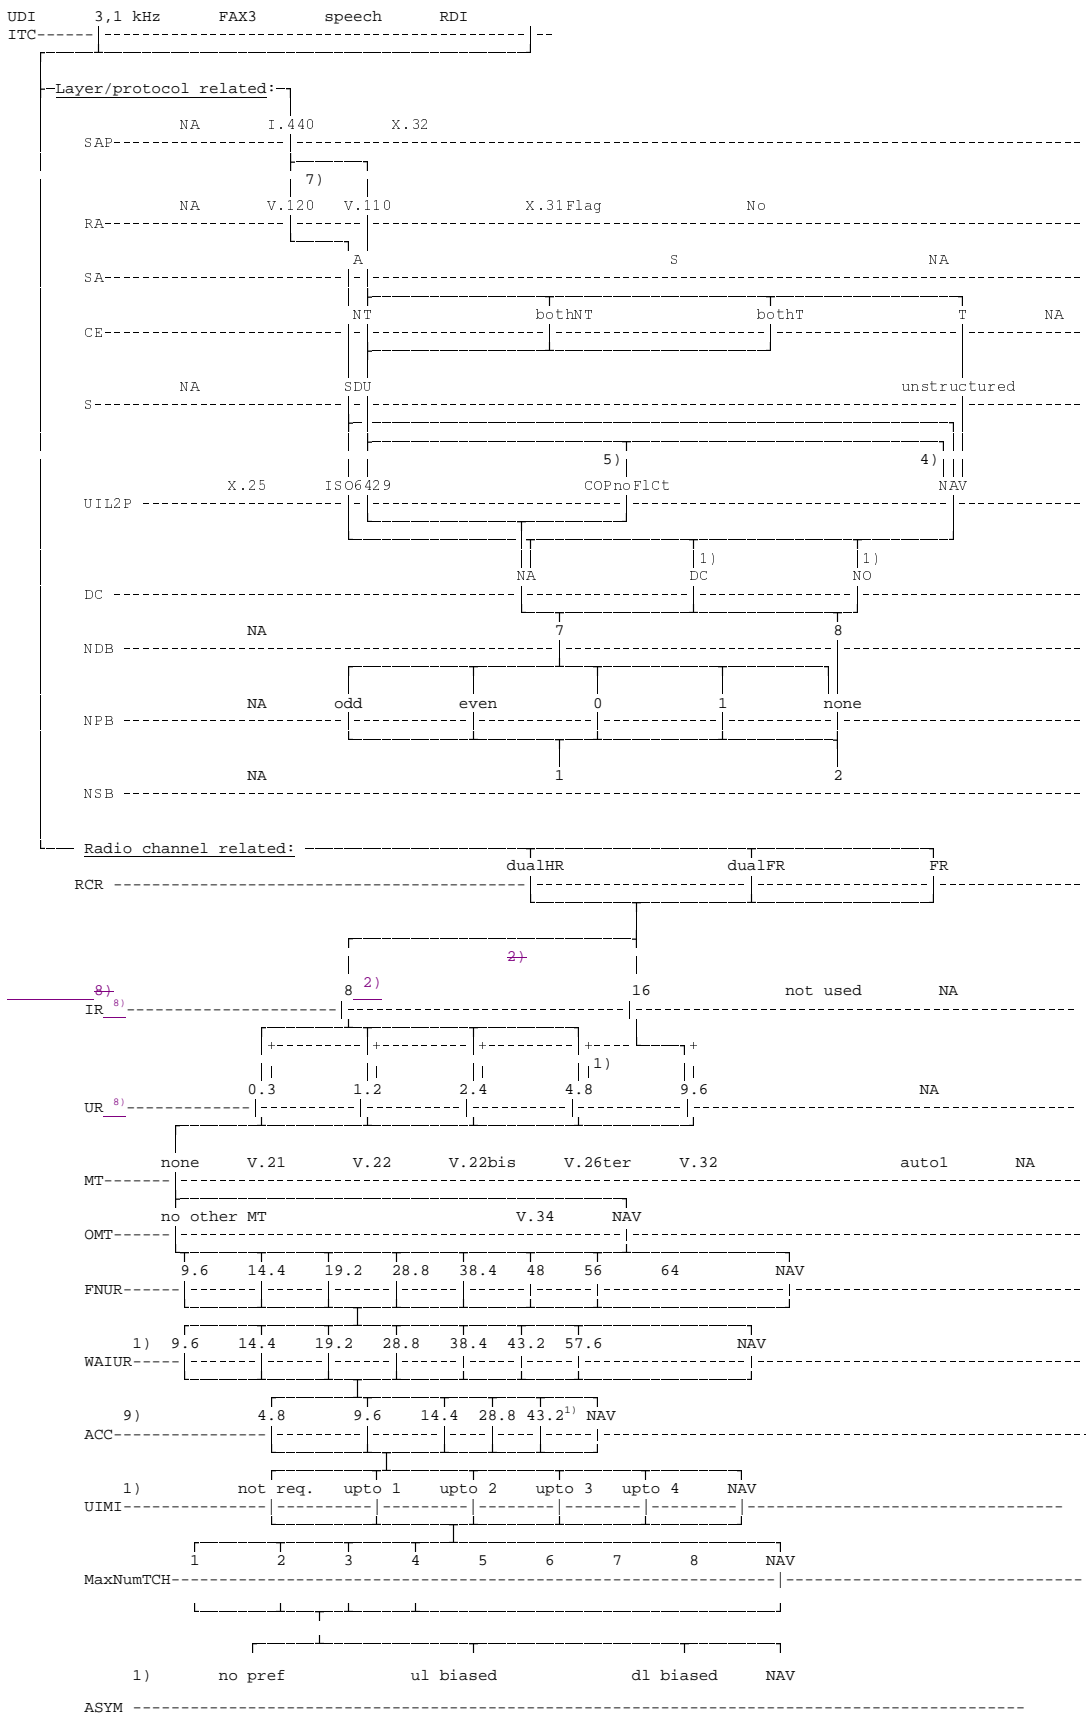 UDI 3,1 kHz FAX3 speech RDI
ITC
Layer/protocol related:
NA I.440 X.32
SAP
7)
NA V.120 V.110 X.31Flag No
RA
A S NA
SA
NT bothNT bothT T NA
CE
NA SDU unstructured
S
5) 4)
X.25 ISO6429 COPnoFlCt NAV
UIL2P
1) 1)
NA DC NO
DC
NA 7 8
NDB
NA odd even 0 1 none
NPB
NA 1 2
NSB
Radio channel related:
dualHR dualFR FR
RCR
2)
2)
8) 8 16 not used NA
IR 8)
1)
0.3 1.2 2.4 4.8 9.6 NA
UR 8)
none V.21 V.22 V.22bis V.26ter V.32 auto1 NA
MT
no other MT V.34 NAV
OMT
9.6 14.4 19.2 28.8 38.4 48 56 64 NAV
FNUR
1) 9.6 14.4 19.2 28.8 38.4 43.2 57.6 NAV
WAIUR
9) 4.8 9.6 14.4 28.8 43.2 1) NAV
ACC
1) not req. upto 1 upto 2 upto 3 upto 4 NAV
UIMI
1 2 3 4 5 6 7 8 NAV
MaxNumTCH
1) no pref ul biased dl biased NAV
ASYM